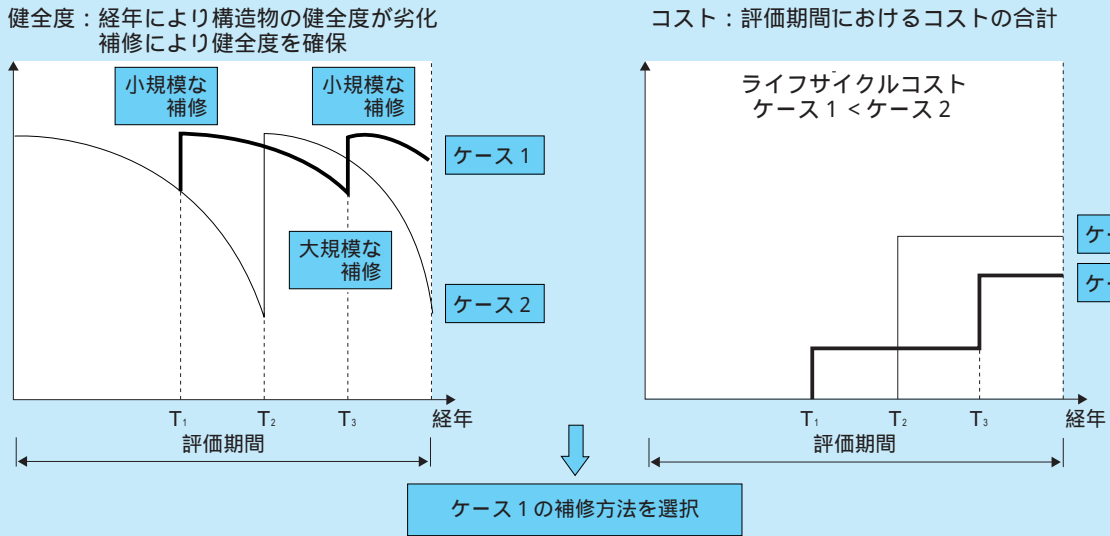 健全度：経年により構造物の健全度が劣化
補修により健全度を確保
小規模な
補修
小規模な
補修
ケース１
大規模な
補修
ケース２
T₁
T₂
T₃
経年
評価期間
コスト：評価期間におけるコストの合計
ライフサイクルコスト
ケース１＜ケース２
ケー
ケー
T₁
T₂
T₃
経年
評価期間
ケース１の補修方法を選択